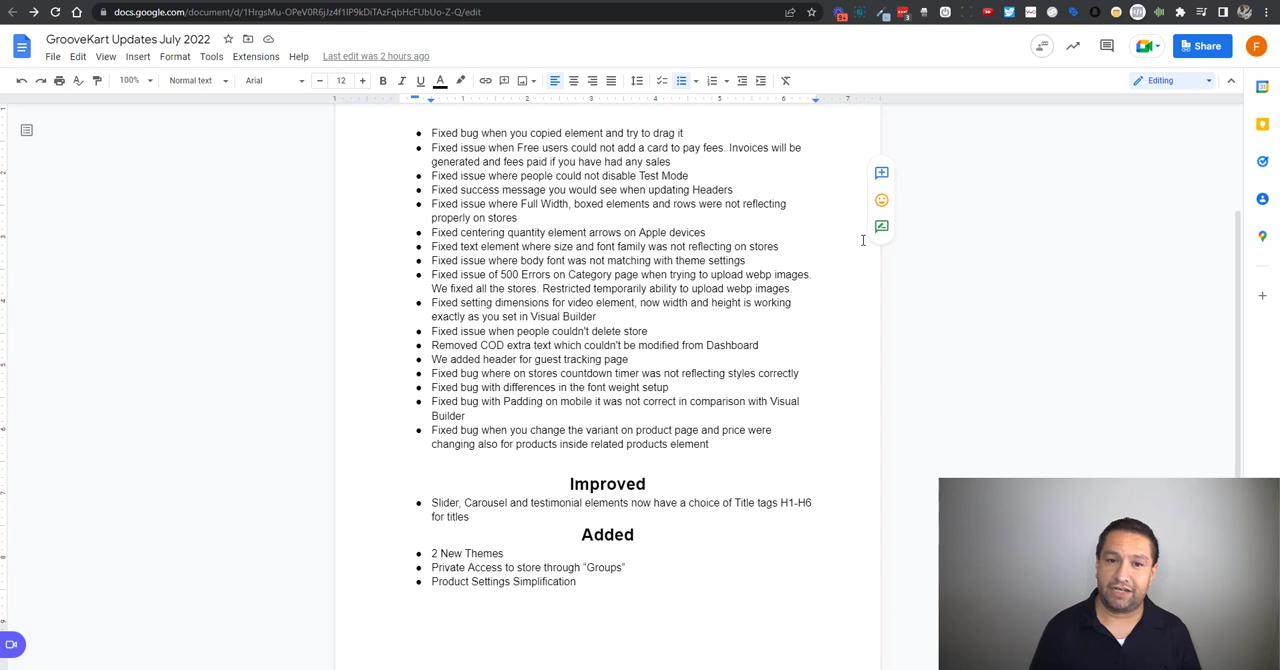 docs.google.com/document/d/1HrgsMu-OPeV0R6jJz4f1IP9kDiTAzFqbHcFUbUo-Z-Q/edit
GrooveKart Updates July 2022
File Edit View Insert Format Tools Extensions Help Last edit was 2 hours ago
Share
F
100% Normal text Arial 12 Editing
Fixed bug when you copied element and try to drag it
Fixed issue when Free users could not add a card to pay fees. Invoices will be
generated and fees paid if you have had any sales
Fixed issue where people could not disable Test Mode
Fixed success message you would see when updating Headers
Fixed issue where Full Width, boxed elements and rows were not reflecting
properly on stores
Fixed centering quantity element arrows on Apple devices
Fixed text element where size and font family was not reflecting on stores
Fixed issue where body font was not matching with theme settings
Fixed issue of 500 Errors on Category page when trying to upload webp images.
We fixed all the stores. Restricted temporarily ability to upload webp images.
Fixed setting dimensions for video element, now width and height is working
exactly as you set in Visual Builder
Fixed issue when people couldn't delete store
Removed COD extra text which couldn't be modified from Dashboard
We added header for guest tracking page
Fixed bug where on stores countdown timer was not reflecting styles correctly
Fixed bug with differences in the font weight setup
Fixed bug with Padding on mobile it was not correct in comparison with Visual
Builder
Fixed bug when you change the variant on product page and price were
changing also for products inside related products element
Improved
Slider, Carousel and testimonial elements now have a choice of Title tags H1-H6
for titles
Added
2 New Themes
Private Access to store through “Groups”
Product Settings Simplification